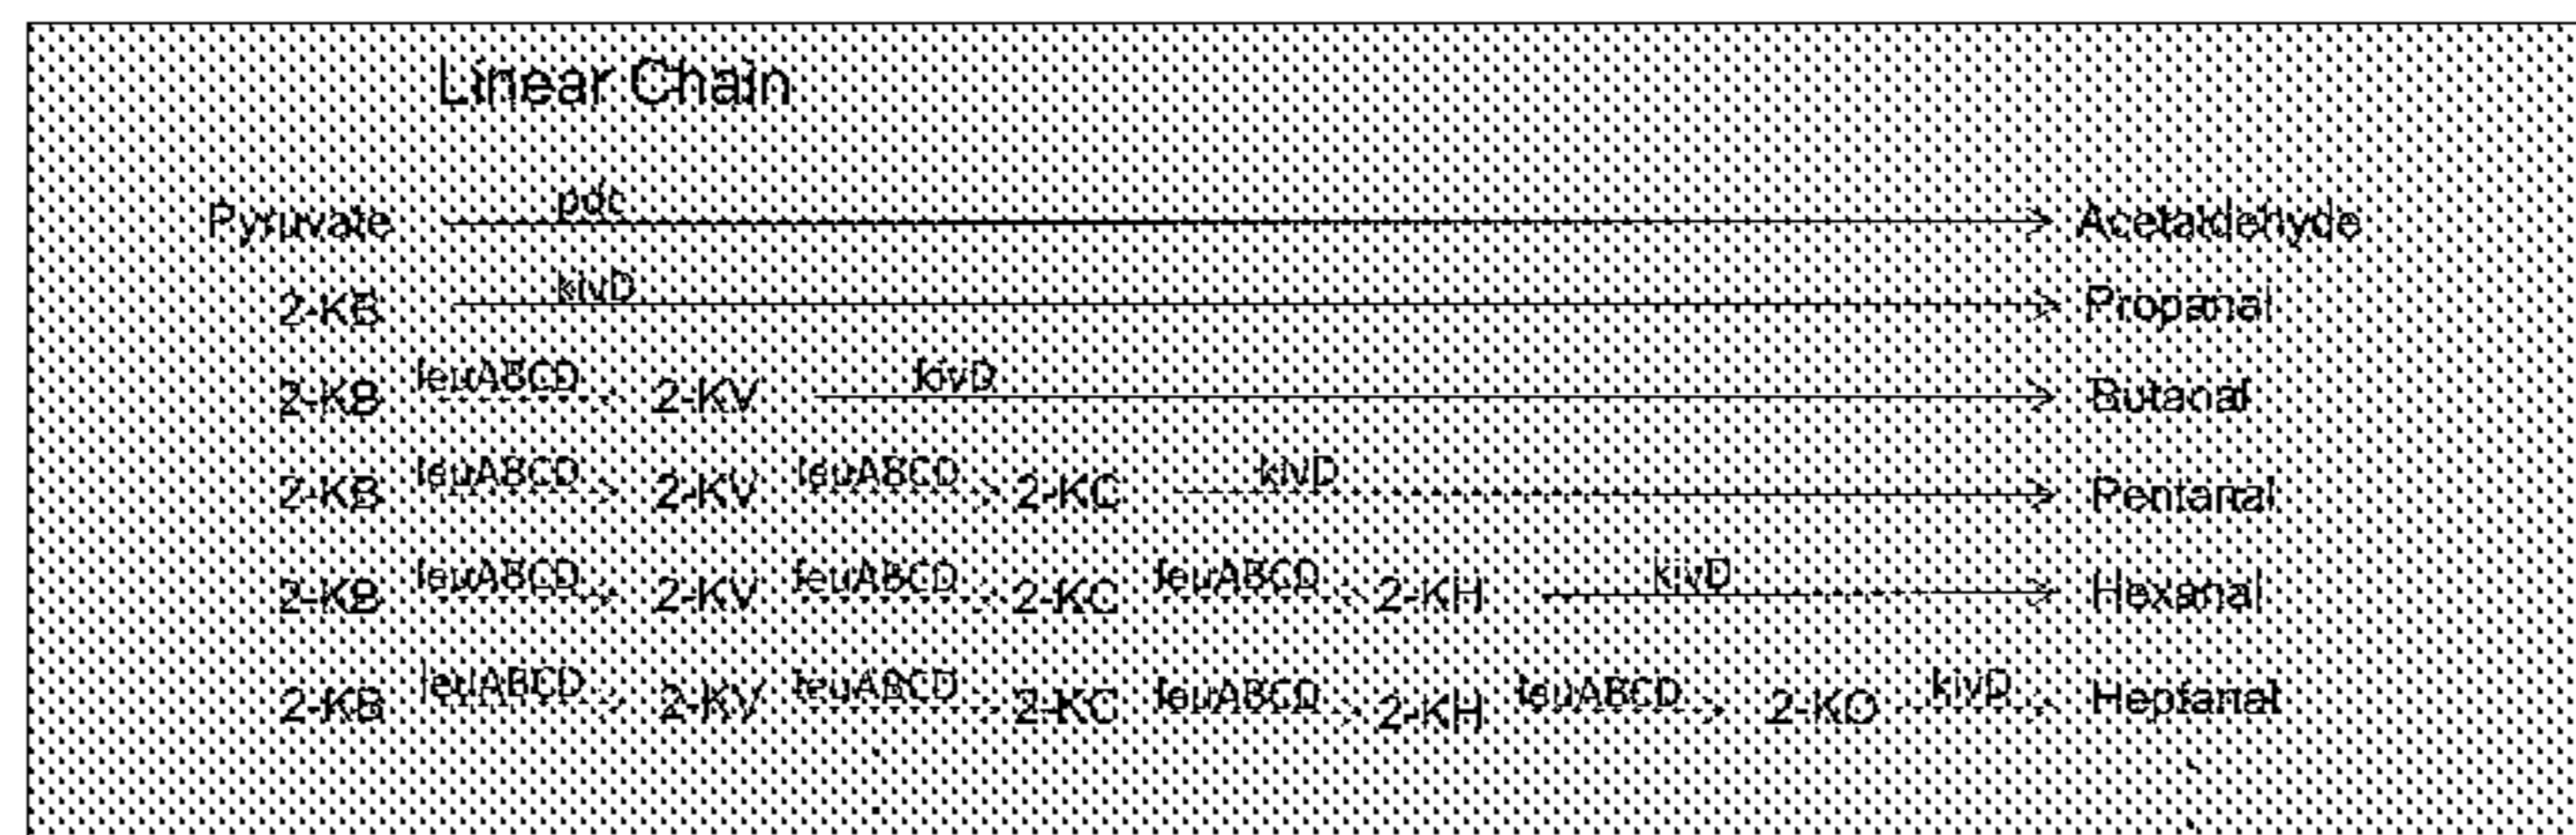 Linear Chain
Pyruvate pdc Acetaldehyde
2-KB kivD Propanal
2-KB leuABCD 2-KV kivD Butanal
2-KB leuABCD 2-KV leuABCD 2-KC kivD Pentanal
2-KB leuABCD 2-KV leuABCD 2-KC leuABCD 2-KH kivD Hexanal
2-KB leuABCD 2-KV leuABCD 2-KC leuABCD 2-KH leuABCD 2-KO kivD Heptanal